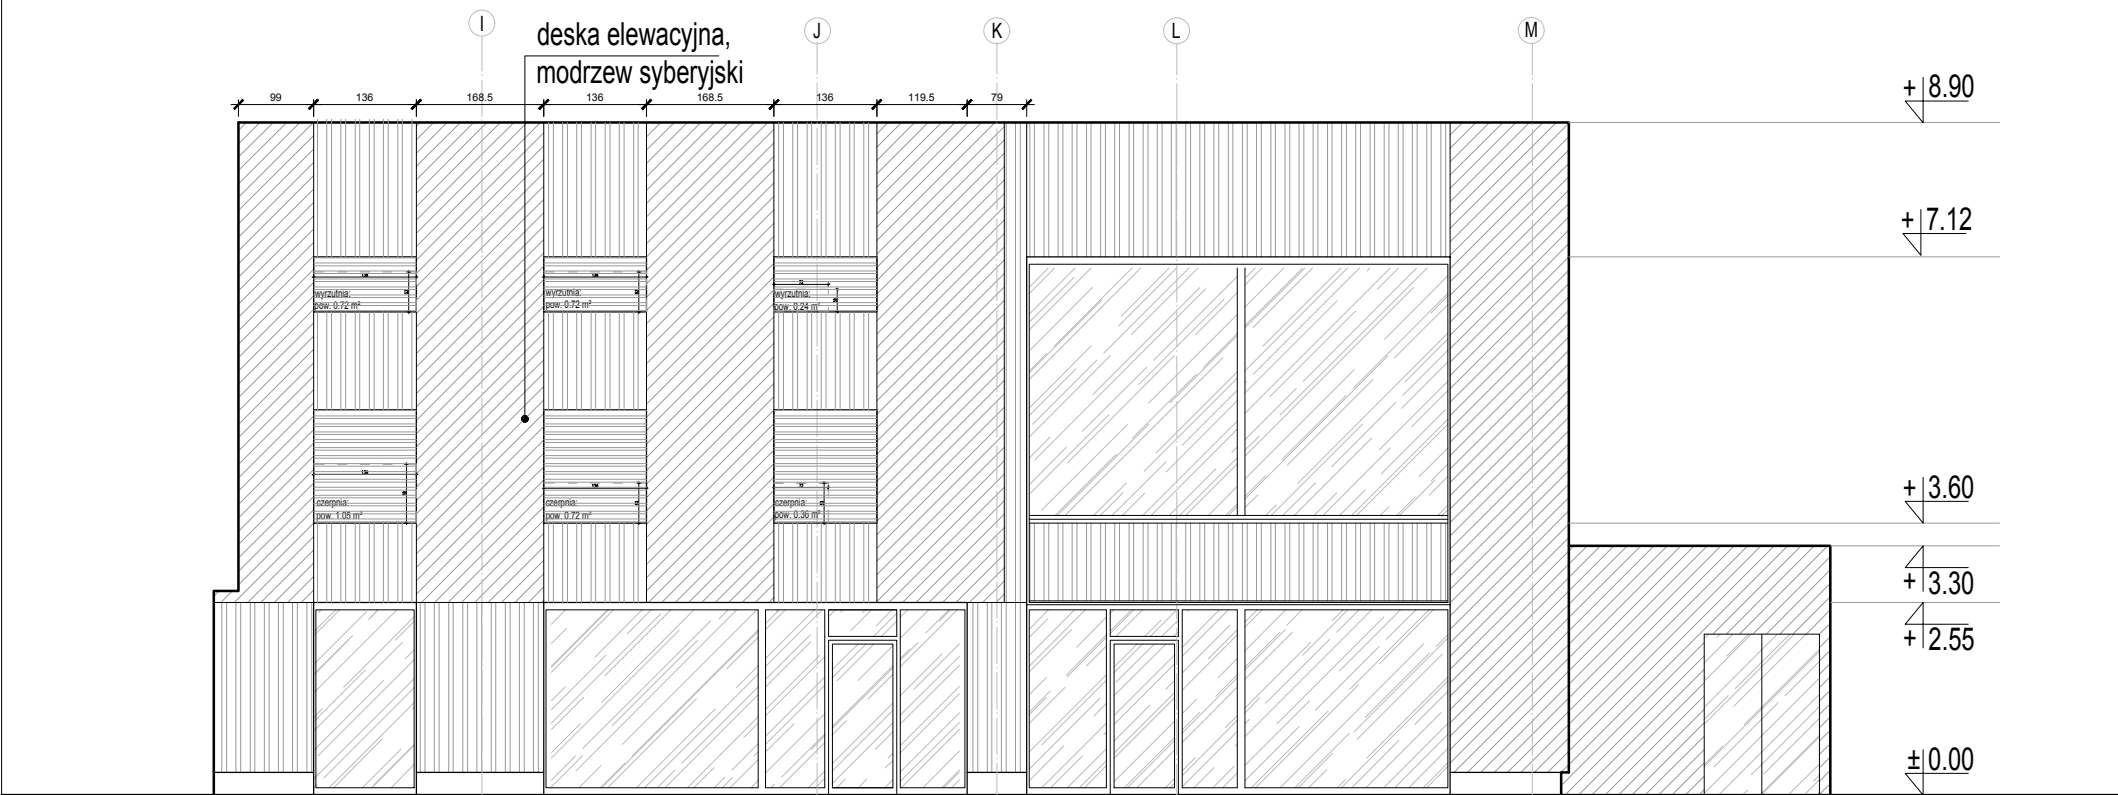 I
J
K
L
M
deska elewacyjna,
modrzew syberyjski
99 136 168.5 136 168.5 136 119.5 79
+ 8.90
+ 7.12
wyrzutnia:
pow. 0.72 m²
wyrzutnia:
pow. 0.72 m²
wyrzutnia:
pow. 0.24 m²
czerpnia:
pow. 1.05 m²
czerpnia:
pow. 0.72 m²
czerpnia:
pow. 0.36 m²
+ 3.60
+ 3.30
+ 2.55
± 0.00